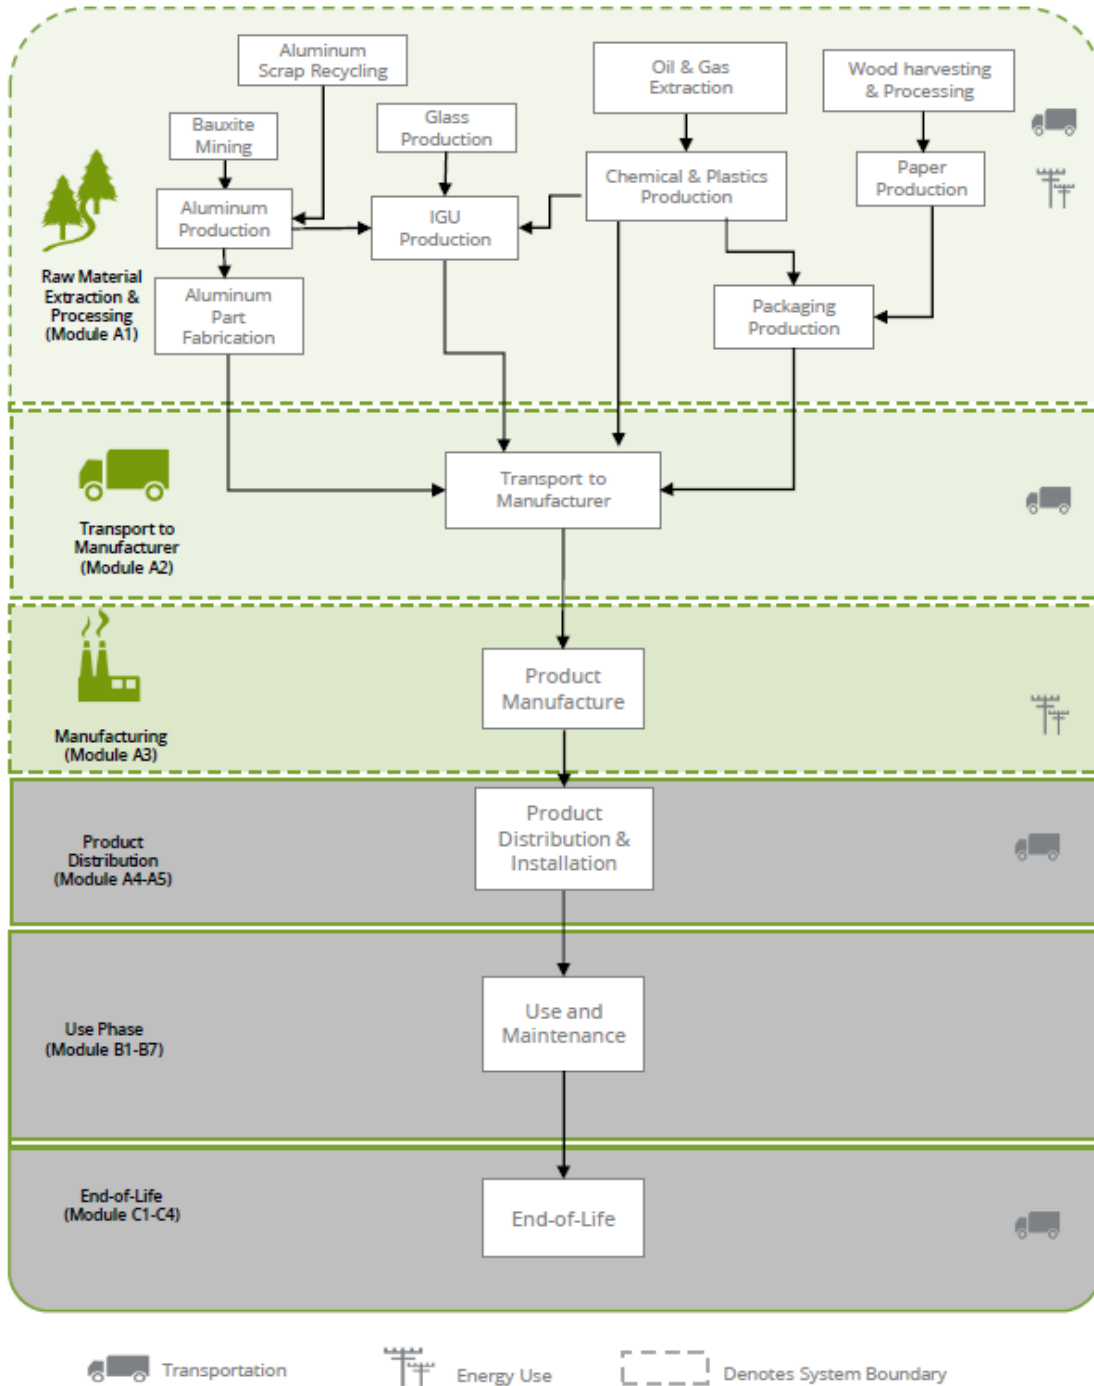 Aluminum
Scrap Recycling
Oil & Gas
Extraction
Wood harvesting
& Processing
Bauxite
Mining
Glass
Production
Chemical & Plastics
Production
Paper
Production
Aluminum
Production
IGU
Production
Raw Material
Extraction &
Processing
(Module A1)
Aluminum
Part
Fabrication
Packaging
Production
Transport to
Manufacturer
(Module A2)
Transport to
Manufacturer
Manufacturing
(Module A3)
Product
Manufacture
Product
Distribution
(Module A4-A5)
Product
Distribution &
Installation
Use Phase
(Module B1-B7)
Use and
Maintenance
End-of-Life
(Module C1-C4)
End-of-Life
Transportation
Energy Use
Denotes System Boundary